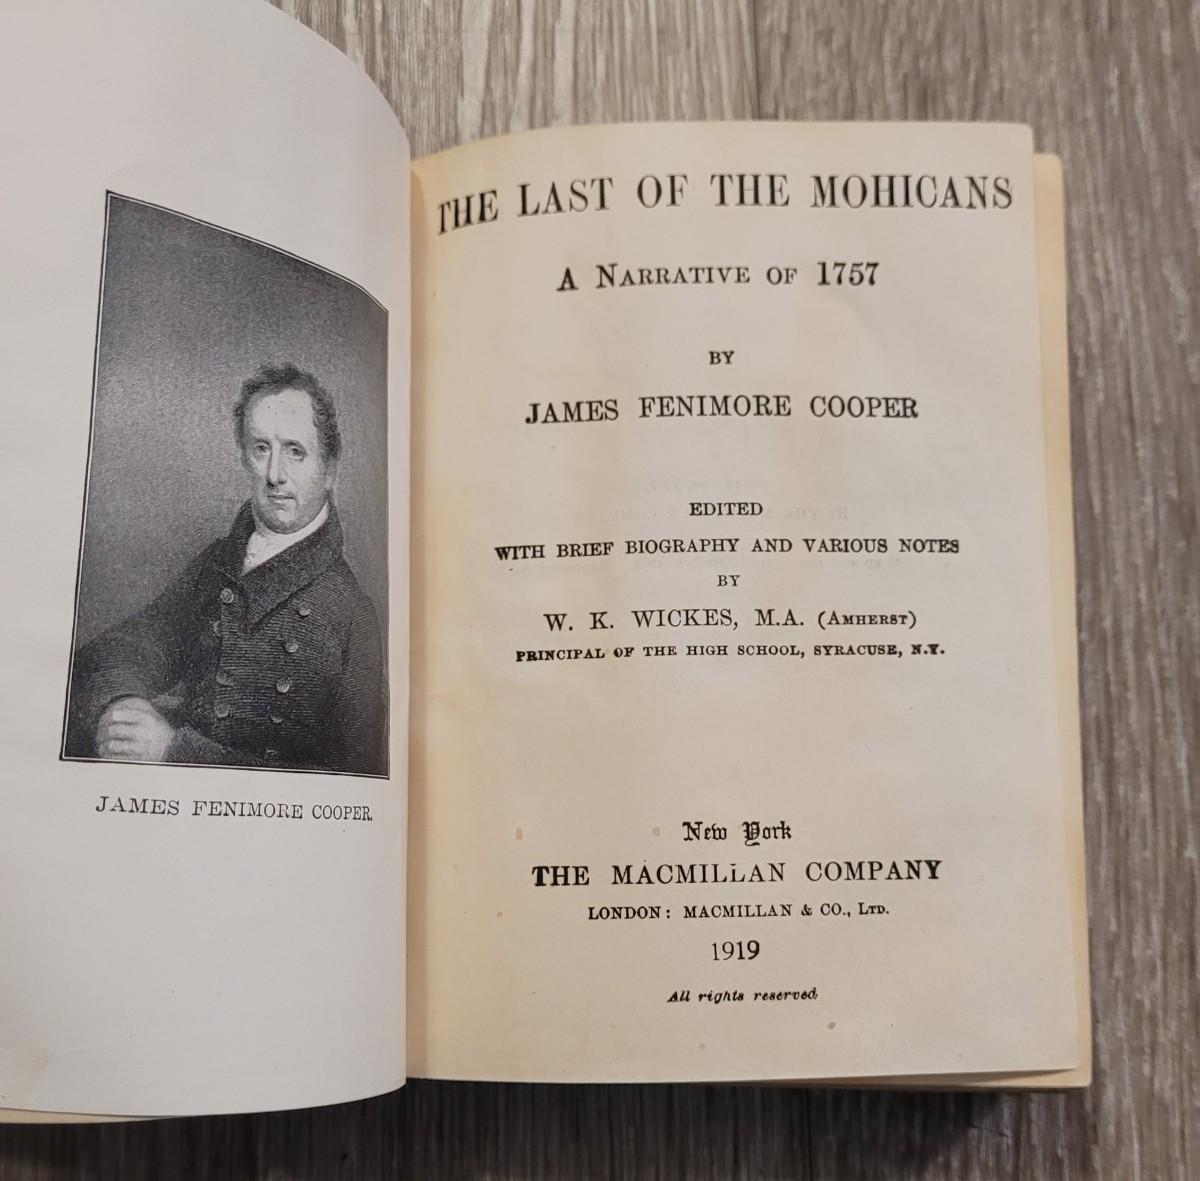 JAMES FENIMORE COOPER.
THE LAST OF THE MOHICANS
A NARRATIVE OF 1757
BY
JAMES FENIMORE COOPER
EDITED
WITH BRIEF BIOGRAPHY AND VARIOUS NOTES
BY
W. K. WICKES, M.A. (AMHERST)
PRINCIPAL OF THE HIGH SCHOOL, SYRACUSE, N.Y.
New York
THE MACMILLAN COMPANY
LONDON: MACMILLAN & CO., LTD.
1919
All rights reserved